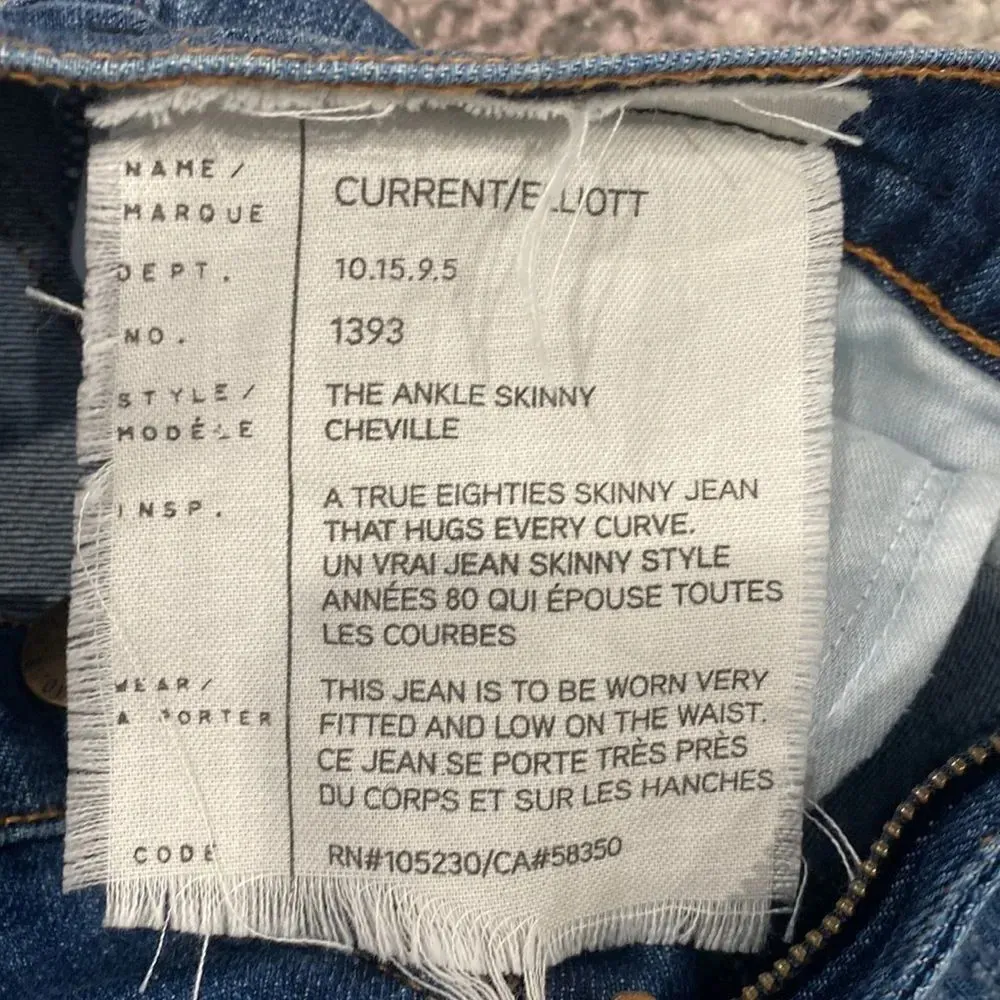 NAME / CURRENT/ELLIOTT
MARQUE
DEPT. 10.15.9.5
NO. 1393
STYLE / THE ANKLE SKINNY
MODÉLE CHEVILLE
INSP. A TRUE EIGHTIES SKINNY JEAN
THAT HUGS EVERY CURVE.
UN VRAI JEAN SKINNY STYLE
ANNÉES 80 QUI ÉPOUSE TOUTES
LES COURBES
WEAR / THIS JEAN IS TO BE WORN VERY
A PORTER FITTED AND LOW ON THE WAIST.
CE JEAN SE PORTE TRÈS PRÈS
DU CORPS ET SUR LES HANCHES
CODE RN#105230/CA#58350